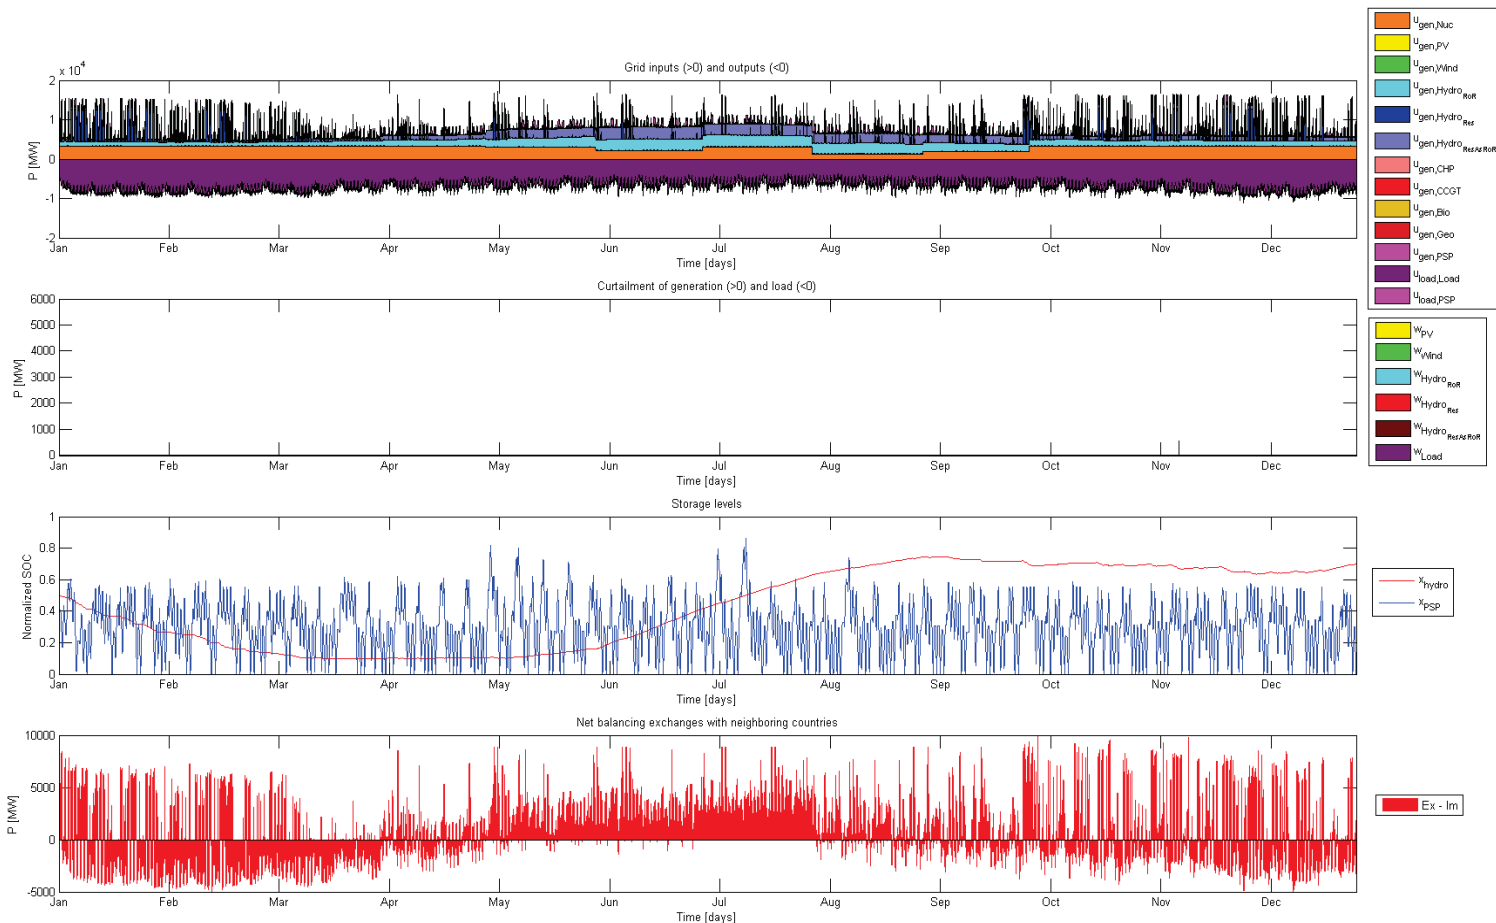 Grid inputs (>0) and outputs (<0)
x 10^4
2
1
0
-1
-2
P [MW]
Jan Feb Mar Apr May Jun Jul Aug Sep Oct Nov Dec
Time [days]
u_gen,Nuc
u_gen,PV
u_gen,Wind
u_gen,Hydro_RoR
u_gen,Hydro_Res
u_gen,Hydro_ResAsRoR
u_gen,CHP
u_gen,CCGT
u_gen,Bio
u_gen,Geo
u_gen,PSP
u_load,Load
u_load,PSP
Curtailment of generation (>0) and load (<0)
6000
5000
4000
3000
2000
1000
0
P [MW]
Jan Feb Mar Apr May Jun Jul Aug Sep Oct Nov Dec
Time [days]
w_PV
w_Wind
w_Hydro_RoR
w_Hydro_Res
w_Hydro_ResAsRoR
w_Load
Storage levels
1
0.8
0.6
0.4
0.2
0
Normalized SOC
Jan Feb Mar Apr May Jun Jul Aug Sep Oct Nov Dec
Time [days]
x_hydro
x_PSP
Net balancing exchanges with neighboring countries
10000
5000
0
-5000
P [MW]
Jan Feb Mar Apr May Jun Jul Aug Sep Oct Nov Dec
Time [days]
Ex - Im